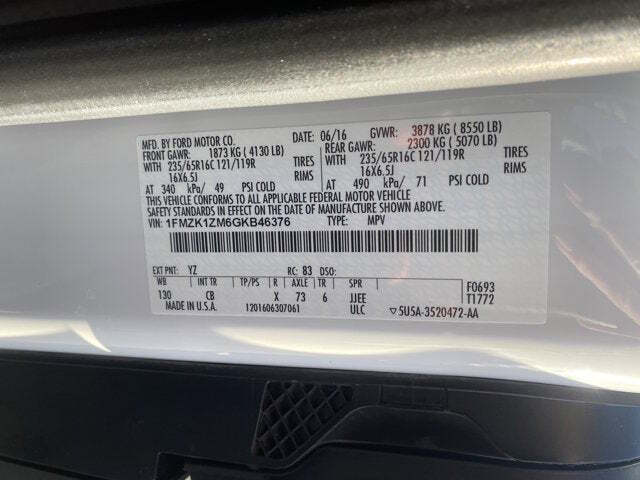 MFD. BY FORD MOTOR CO. DATE: 06/16 GVWR: 3878 KG ( 8550 LB)
FRONT GAWR: 1873 KG ( 4130 LB) REAR GAWR: 2300 KG ( 5070 LB)
WITH 235/65R16C 121/119R TIRES WITH 235/65R16C 121/119R TIRES
16X6.5J RIMS 16X6.5J RIMS
AT 340 kPa/ 49 PSI COLD AT 490 kPa/ 71 PSI COLD
THIS VEHICLE CONFORMS TO ALL APPLICABLE FEDERAL MOTOR VEHICLE
SAFETY AND THEFT PREVENTION STANDARDS IN EFFECT ON THE DATE OF MANUFACTURE SHOWN ABOVE.
VIN: 1FMZK1ZM6GKB46376 TYPE: MPV
EXT PNT: YZ RC: 83 F0693
WB INT TR TP/PS R AXLE TR SPR T1772
130 CB X 73 6 JJEE
MADE IN U.S.A. 1201606307061 ULC 5U5A-3520472-AA